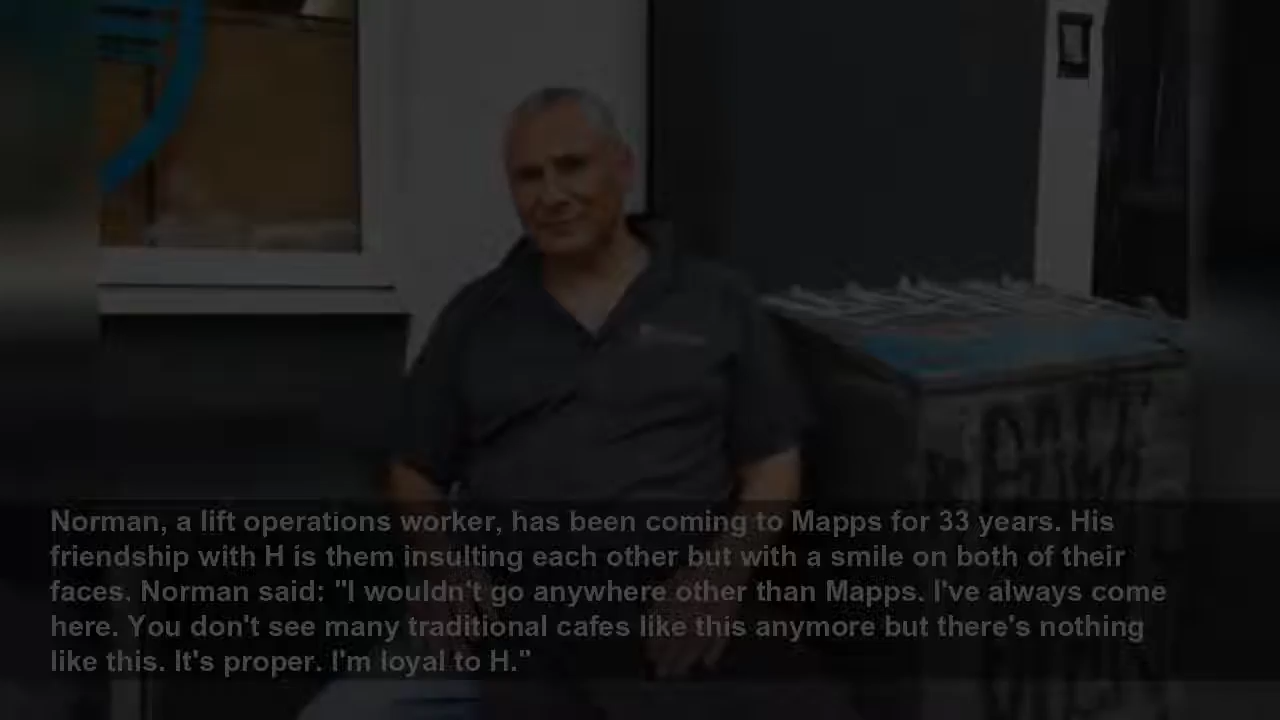 Norman, a lift operations worker, has been coming to Mapps for 33 years. His
friendship with H is them insulting each other but with a smile on both of their
faces. Norman said: "I wouldn't go anywhere other than Mapps. I've always come
here. You don't see many traditional cafes like this anymore but there's nothing
like this. It's proper. I'm loyal to H."